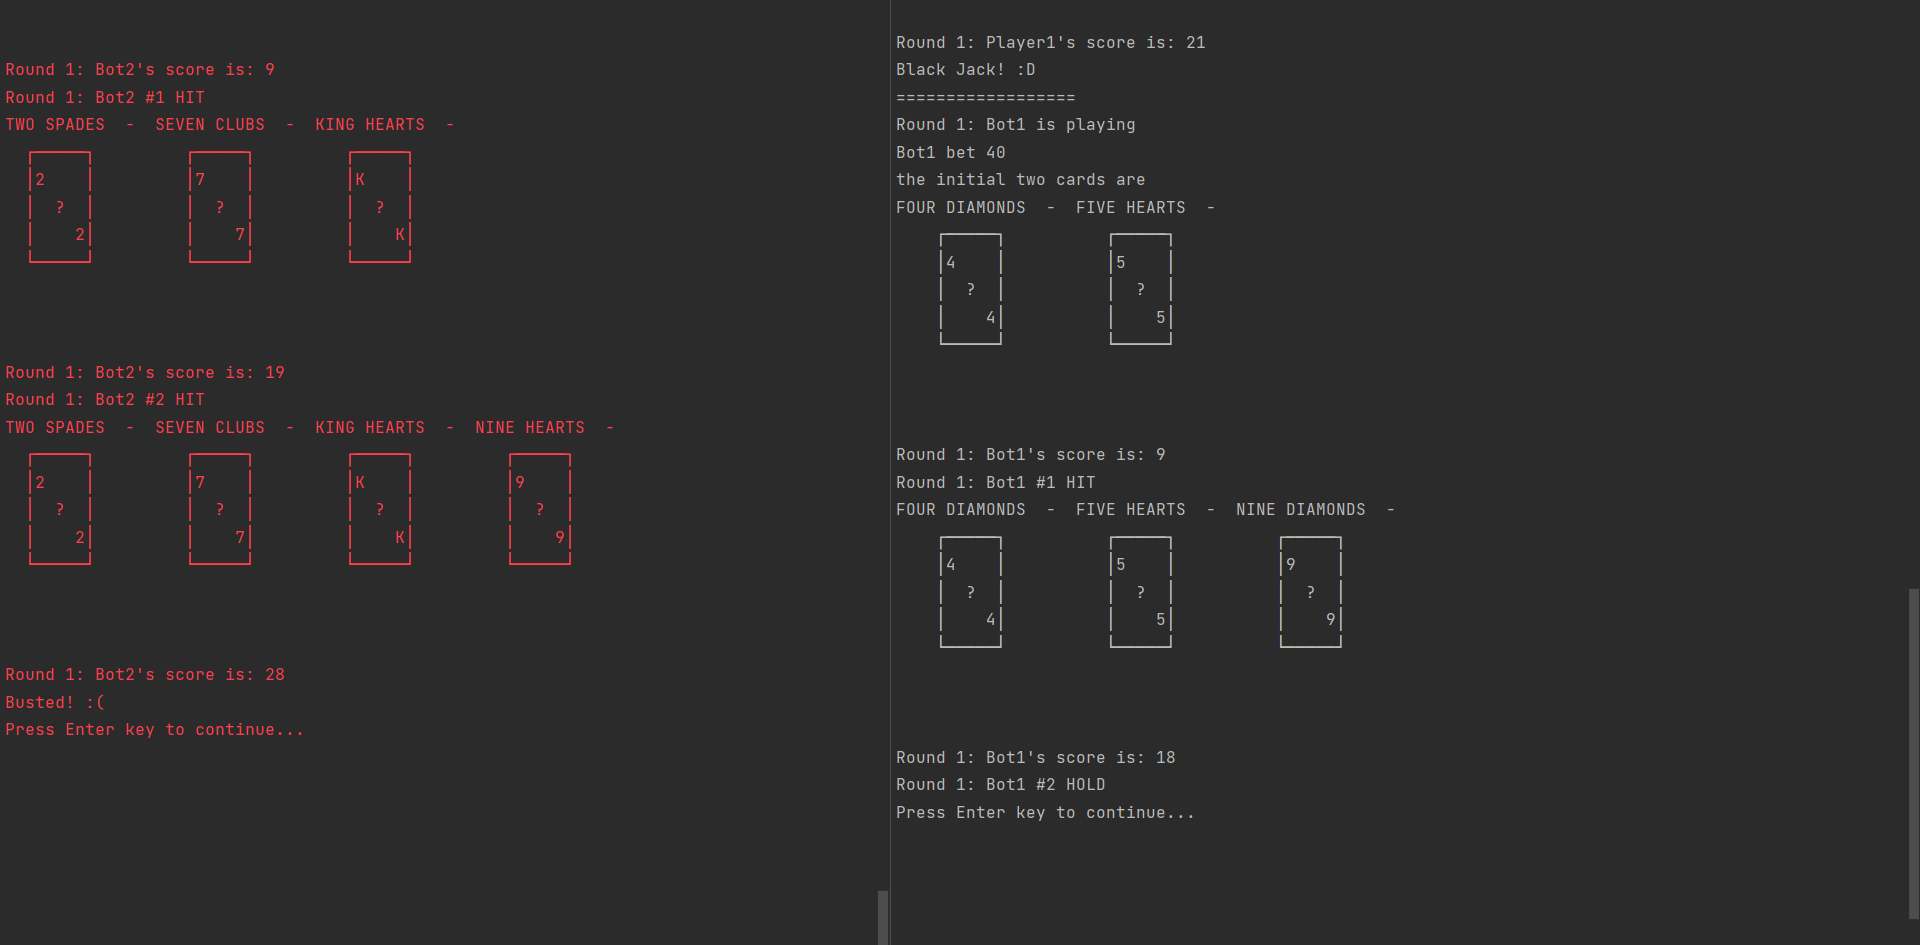 Round 1: Bot2's score is: 9
Round 1: Bot2 #1 HIT
TWO SPADES  -  SEVEN CLUBS  -  KING HEARTS  -
2 7 K
? ? ?
2 7 K
Round 1: Bot2's score is: 19
Round 1: Bot2 #2 HIT
TWO SPADES  -  SEVEN CLUBS  -  KING HEARTS  -  NINE HEARTS  -
2 7 K 9
? ? ? ?
2 7 K 9
Round 1: Bot2's score is: 28
Busted! :(
Press Enter key to continue...
Round 1: Player1's score is: 21
Black Jack! :D
==================
Round 1: Bot1 is playing
Bot1 bet 40
the initial two cards are
FOUR DIAMONDS  -  FIVE HEARTS  -
4 5
? ?
4 5
Round 1: Bot1's score is: 9
Round 1: Bot1 #1 HIT
FOUR DIAMONDS  -  FIVE HEARTS  -  NINE DIAMONDS  -
4 5 9
? ? ?
4 5 9
Round 1: Bot1's score is: 18
Round 1: Bot1 #2 HOLD
Press Enter key to continue...